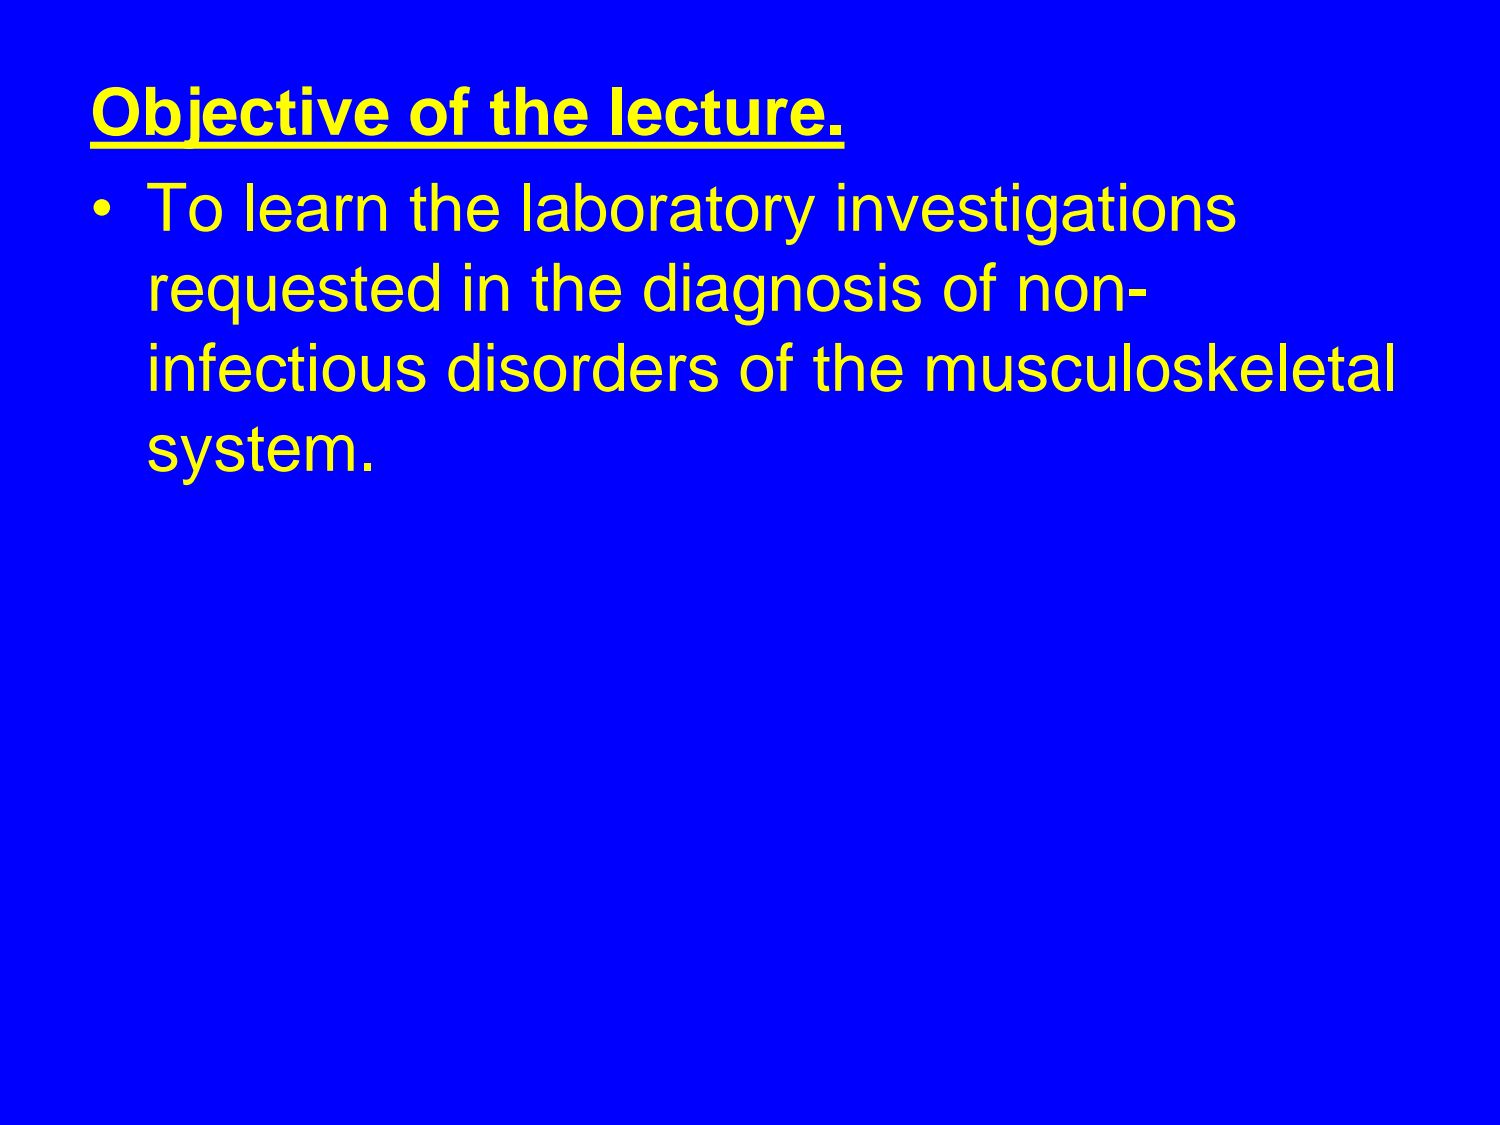 Objective of the lecture.
• To learn the laboratory investigations
requested in the diagnosis of non-
infectious disorders of the musculoskeletal
system.